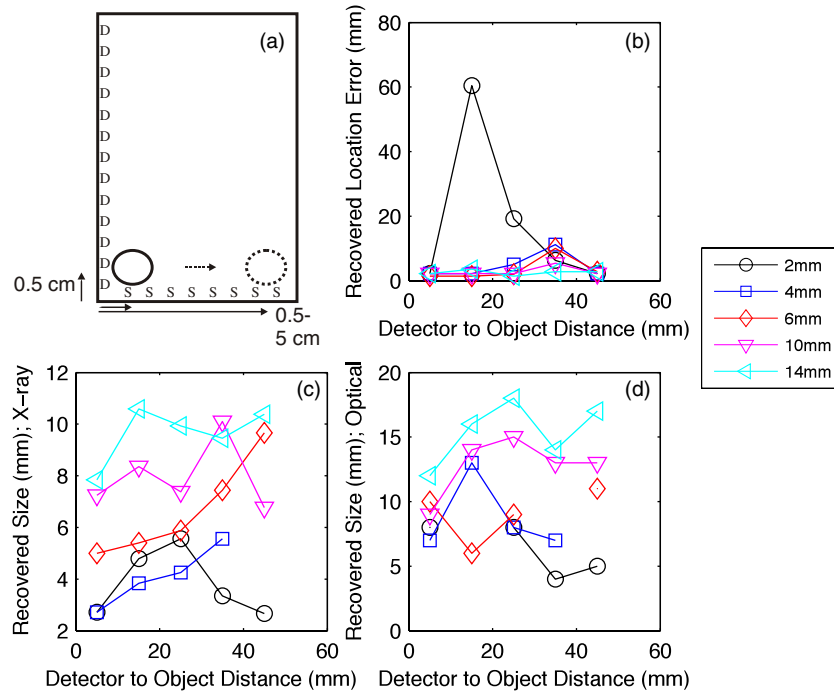 (a)
D
D
D
D
D
D
D
D
D
D
D
D
D
S S S S S S S S
0.5 cm
0.5-
5 cm
(b)
Recovered Location Error (mm)
80
60
40
20
0
0 20 40 60
Detector to Object Distance (mm)
2mm
4mm
6mm
10mm
14mm
(c)
Recovered Size (mm); X-ray
12
10
8
6
4
2
0 20 40 60
Detector to Object Distance (mm)
(d)
Recovered Size (mm); Optical
20
15
10
5
0
0 20 40 60
Detector to Object Distance (mm)